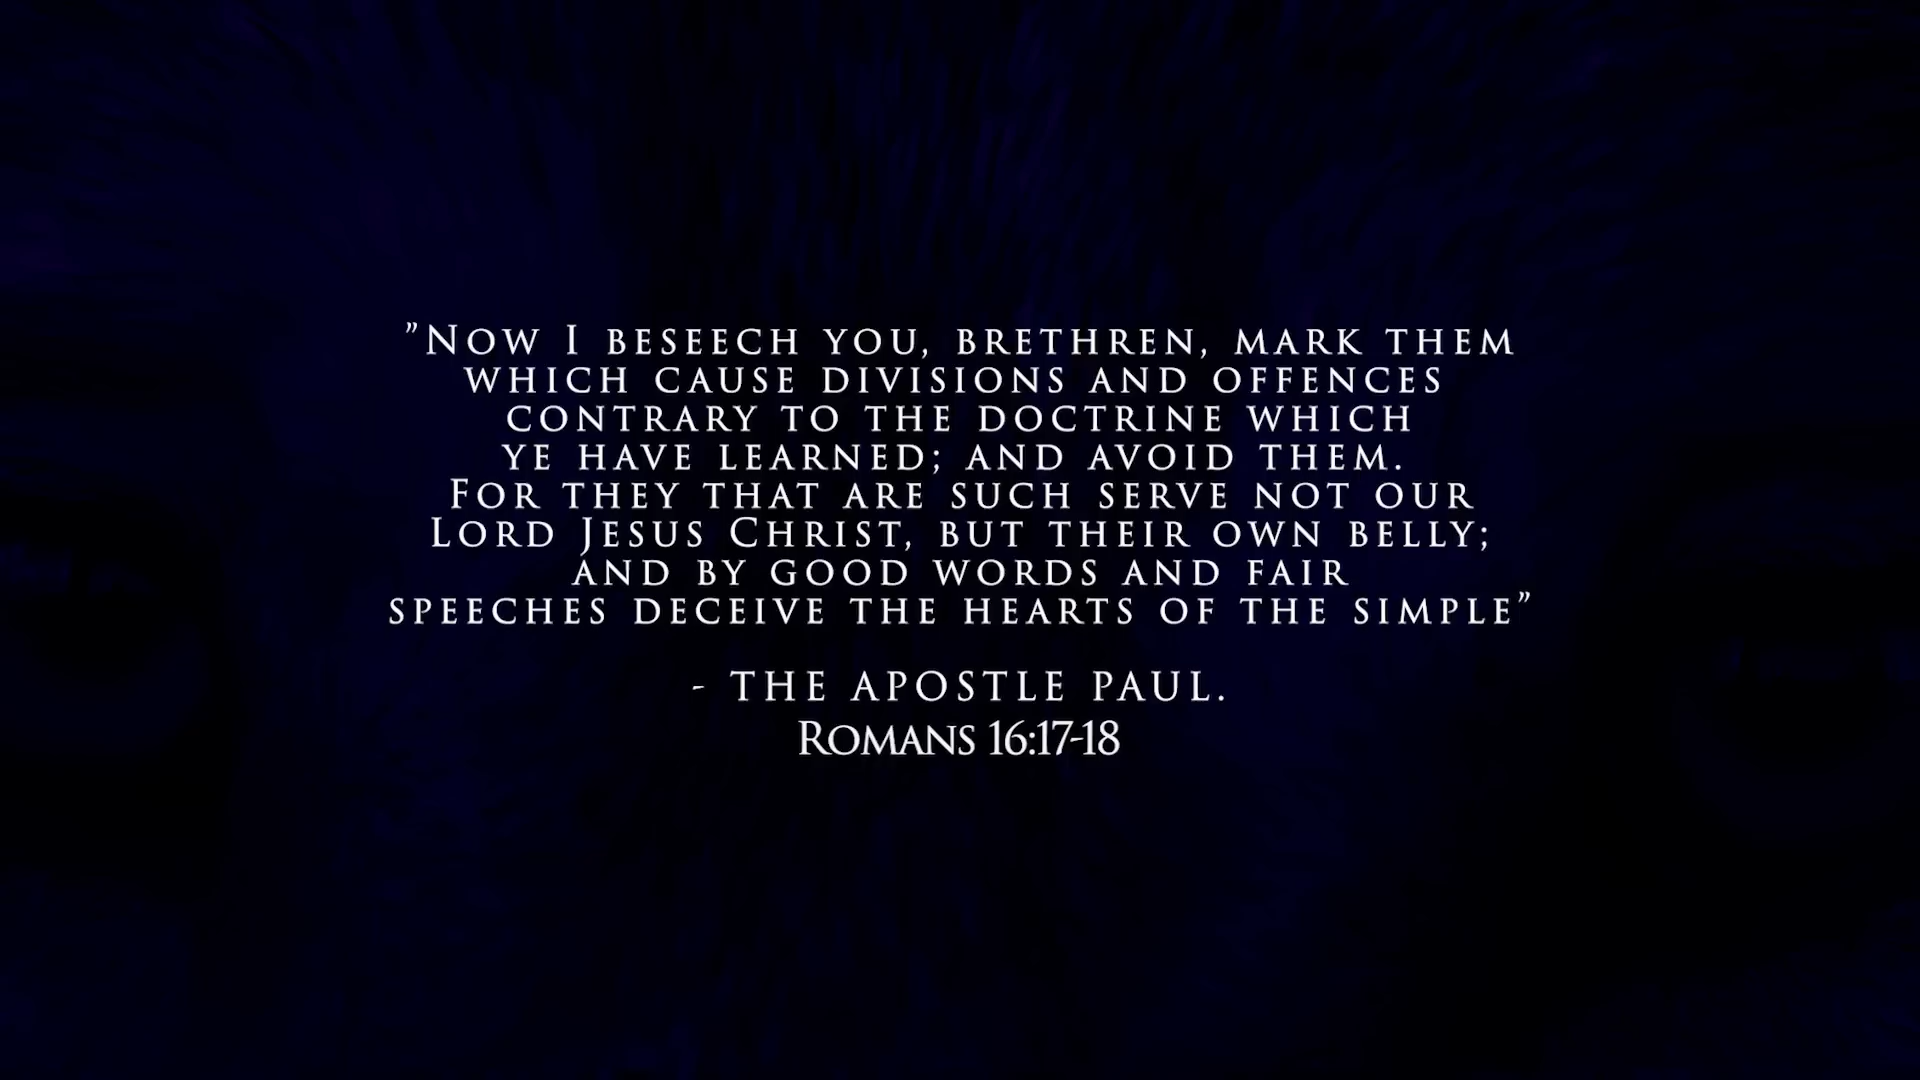 ”Now I beseech you, brethren, mark them
which cause divisions and offences
contrary to the doctrine which
ye have learned; and avoid them.
For they that are such serve not our
Lord Jesus Christ, but their own belly;
and by good words and fair
speeches deceive the hearts of the simple”
- the Apostle Paul.
Romans 16:17-18